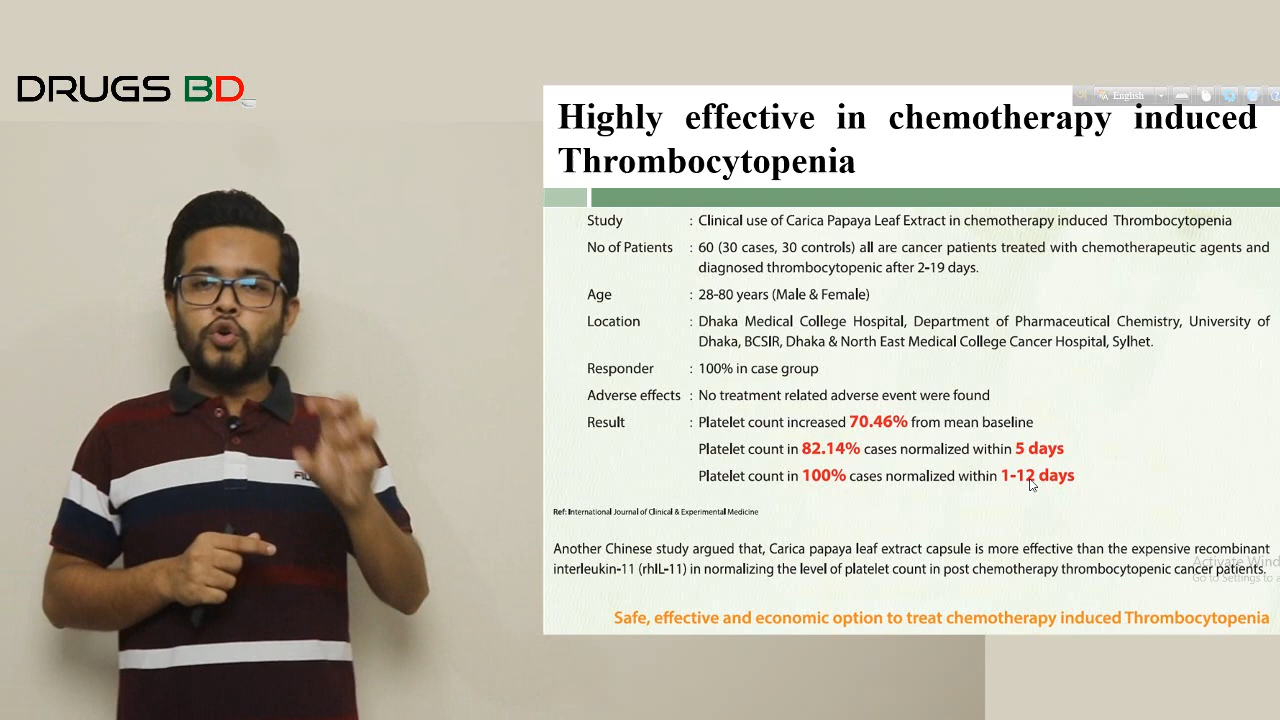 DRUGS BD
English
Highly effective in chemotherapy induced
Thrombocytopenia
Study : Clinical use of Carica Papaya Leaf Extract in chemotherapy induced Thrombocytopenia
No of Patients : 60 (30 cases, 30 controls) all are cancer patients treated with chemotherapeutic agents and
diagnosed thrombocytopenic after 2-19 days.
Age : 28-80 years (Male & Female)
Location : Dhaka Medical College Hospital, Department of Pharmaceutical Chemistry, University of
Dhaka, BCSIR, Dhaka & North East Medical College Cancer Hospital, Sylhet.
Responder : 100% in case group
Adverse effects : No treatment related adverse event were found
Result : Platelet count increased 70.46% from mean baseline
Platelet count in 82.14% cases normalized within 5 days
Platelet count in 100% cases normalized within 1-12 days
Ref: International Journal of Clinical & Experimental Medicine
Another Chinese study argued that, Carica papaya leaf extract capsule is more effective than the expensive recombinant
interleukin-11 (rhIL-11) in normalizing the level of platelet count in post chemotherapy thrombocytopenic cancer patients.
Activate Wind
Go to Settings to a
Safe, effective and economic option to treat chemotherapy induced Thrombocytopenia